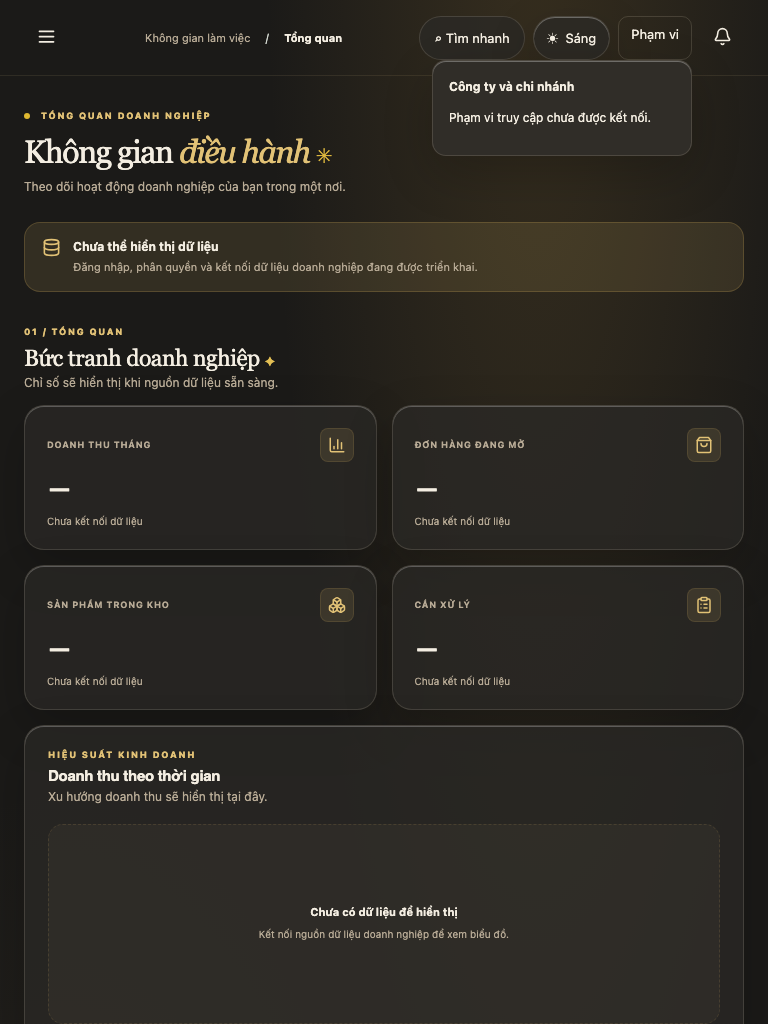 Không gian làm việc / Tổng quan
Tìm nhanh
Sáng
Phạm vi
Công ty và chi nhánh
Phạm vi truy cập chưa được kết nối.
TỔNG QUAN DOANH NGHIỆP
Không gian điều hành
Theo dõi hoạt động doanh nghiệp của bạn trong một nơi.
Chưa thể hiển thị dữ liệu
Đăng nhập, phân quyền và kết nối dữ liệu doanh nghiệp đang được triển khai.
01 / TỔNG QUAN
Bức tranh doanh nghiệp
Chỉ số sẽ hiển thị khi nguồn dữ liệu sẵn sàng.
DOANH THU THÁNG
—
Chưa kết nối dữ liệu
ĐƠN HÀNG ĐANG MỞ
—
Chưa kết nối dữ liệu
SẢN PHẨM TRONG KHO
—
Chưa kết nối dữ liệu
CẦN XỬ LÝ
—
Chưa kết nối dữ liệu
HIỆU SUẤT KINH DOANH
Doanh thu theo thời gian
Xu hướng doanh thu sẽ hiển thị tại đây.
Chưa có dữ liệu để hiển thị
Kết nối nguồn dữ liệu doanh nghiệp để xem biểu đồ.